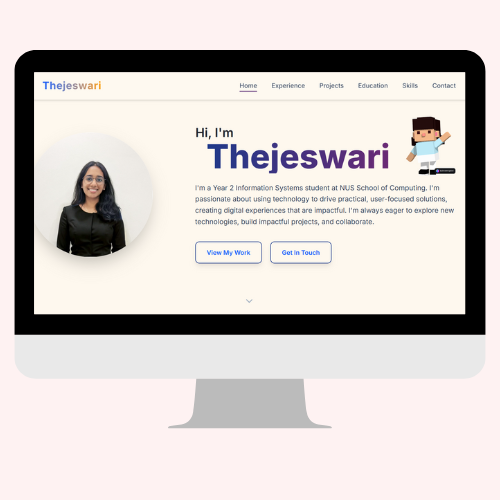 Thejeswari
Home Experience Projects Education Skills Contact
Hi, I'm
Thejeswari
I'm a Year 2 Information Systems student at NUS School of Computing. I'm
passionate about using technology to drive practical, user-focused solutions,
creating digital experiences that are impactful. I'm always eager to explore new
technologies, build impactful projects, and collaborate.
View My Work Get In Touch